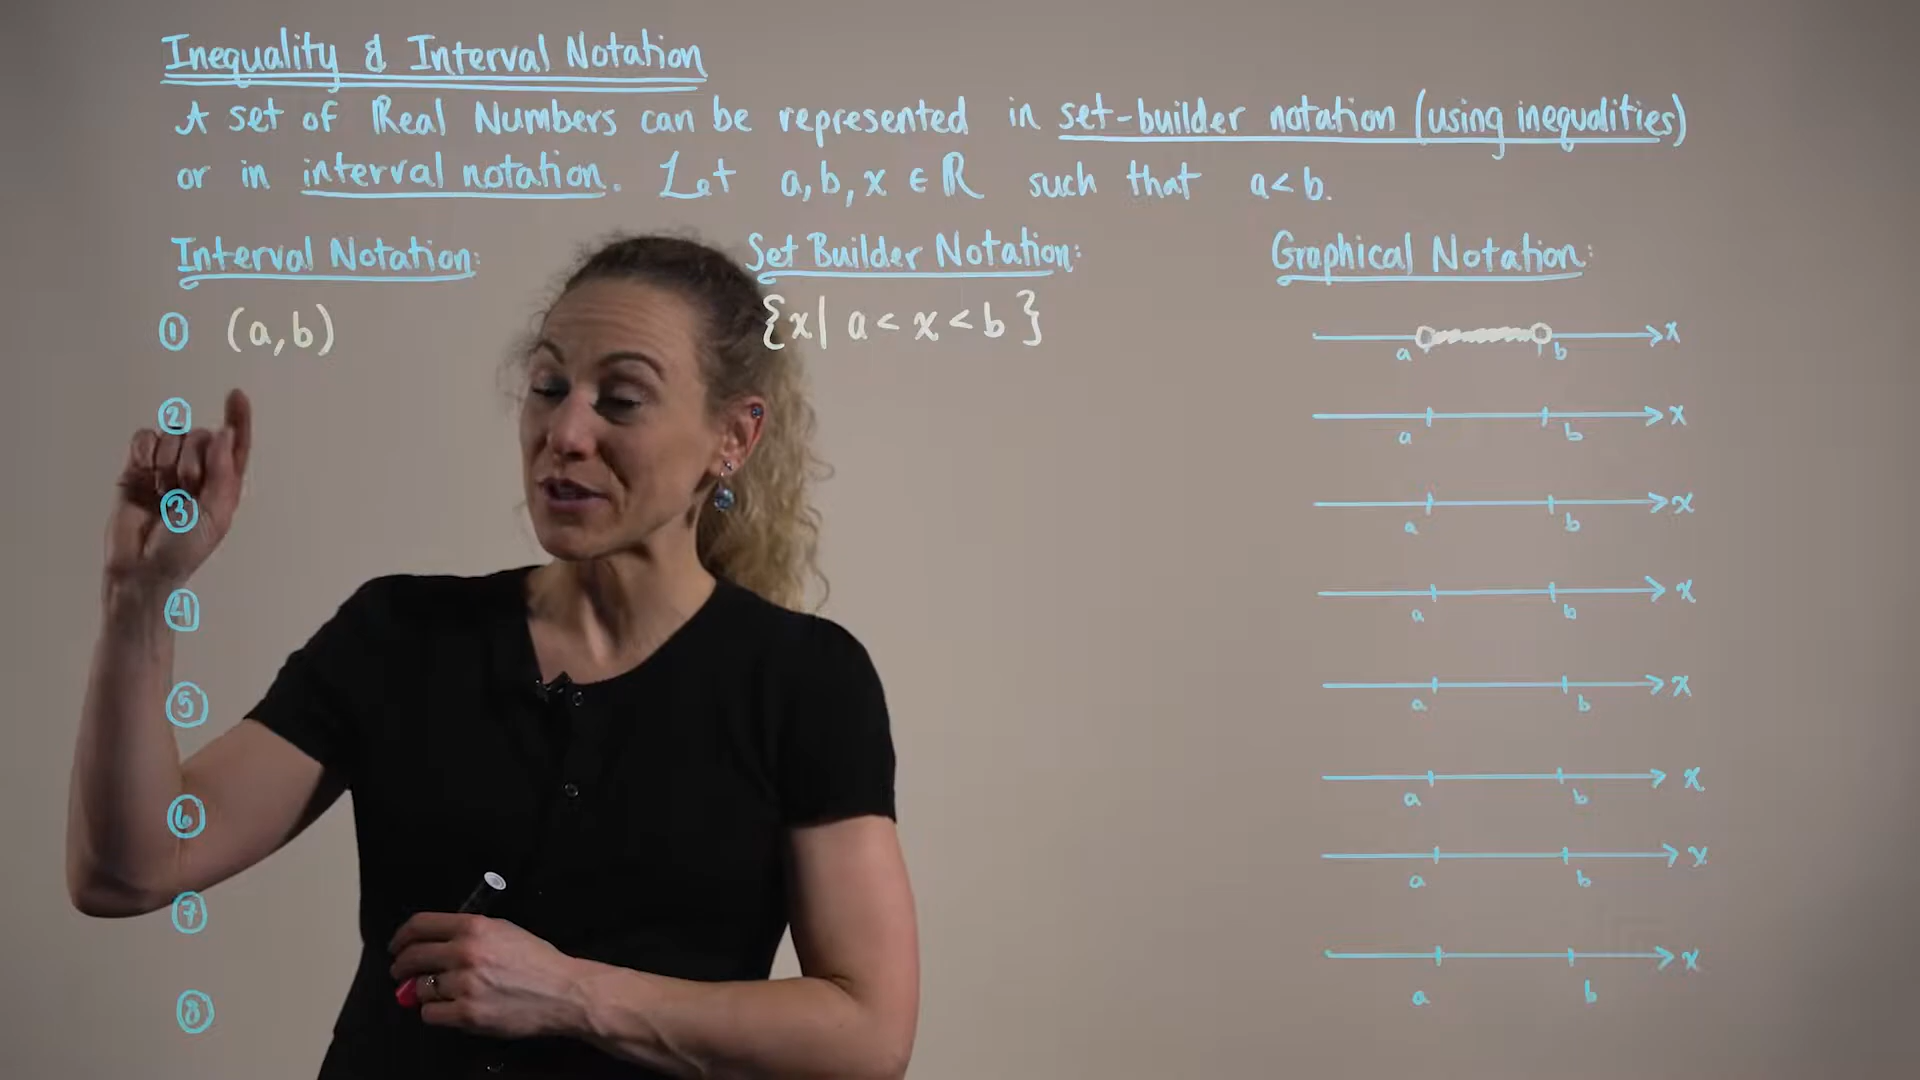 Inequality & Interval Notation
A set of Real Numbers can be represented in set-builder notation (using inequalities)
or in interval notation. Let a, b, x ∈ ℝ such that a < b.
Interval Notation: Set Builder Notation: Graphical Notation:
① (a, b) {x | a < x < b} x
a b
② x
a b
③ x
a b
④ x
a b
⑤ x
a b
⑥ x
a b
x
a b
⑦
x
a b
⑧